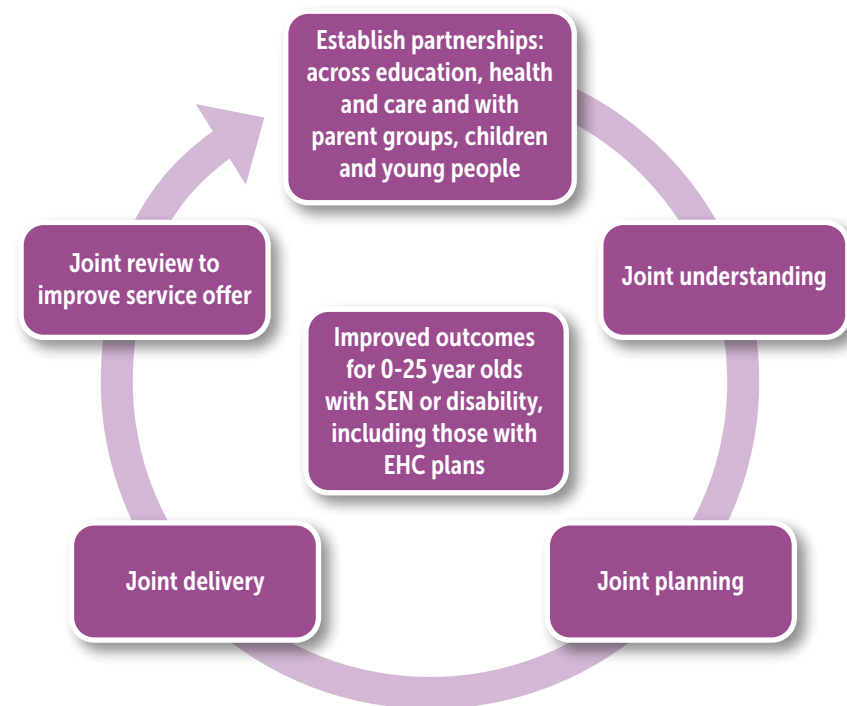 Establish partnerships:
across education, health
and care and with
parent groups, children
and young people
Joint understanding
Joint planning
Joint delivery
Joint review to
improve service offer
Improved outcomes
for 0-25 year olds
with SEN or disability,
including those with
EHC plans